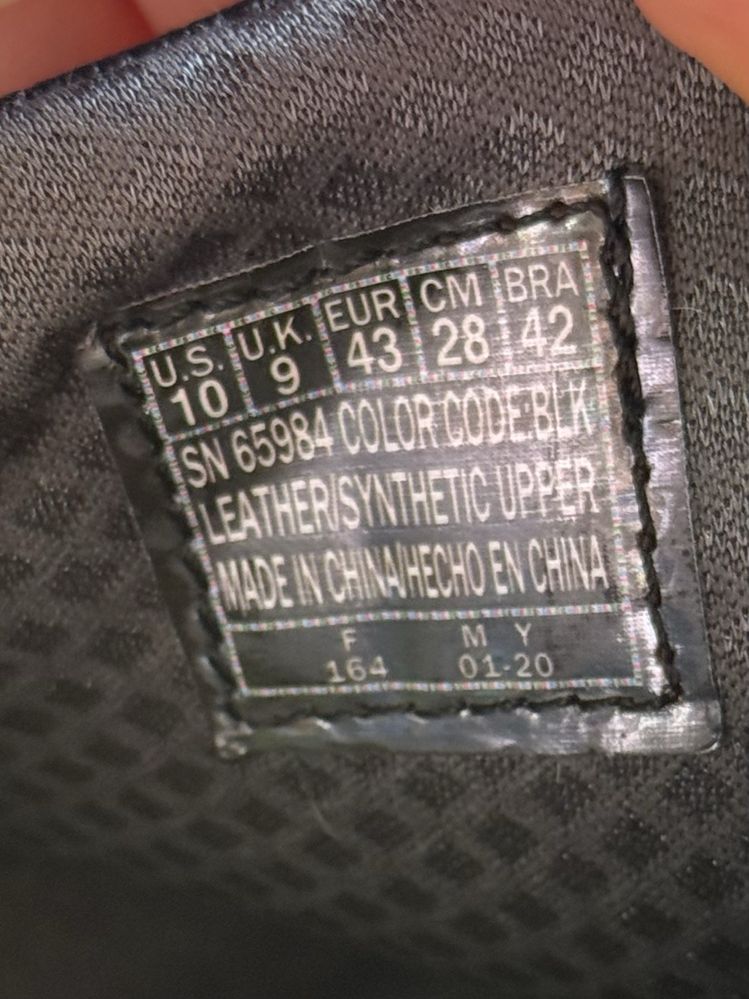 U.S. U.K. EUR CM BRA
10 9 43 28 42
SN 65984 COLOR CODE:BLK
LEATHER/SYNTHETIC UPPER
MADE IN CHINA/HECHO EN CHINA
F M Y
164 01-20